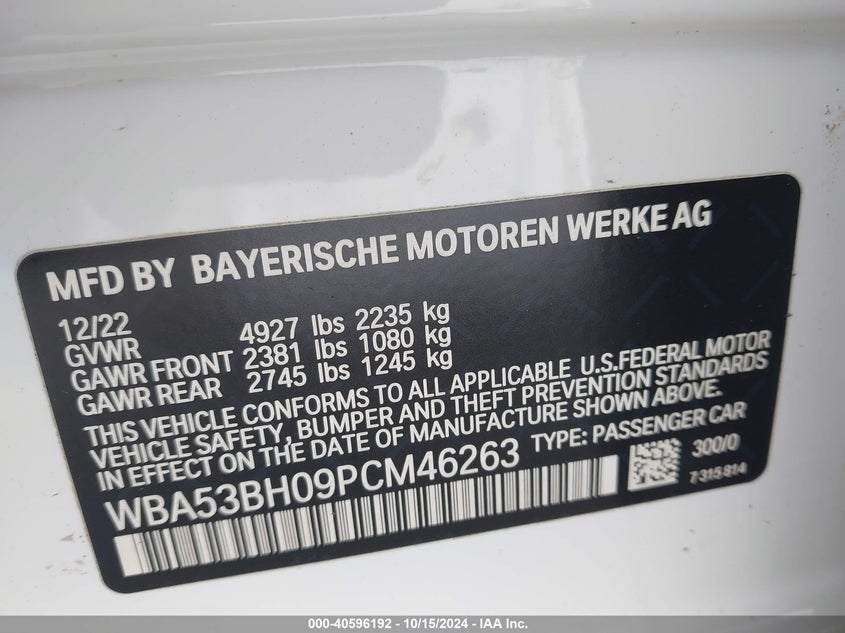 MFD BY BAYERISCHE MOTOREN WERKE AG
12/22
GVWR 4927 lbs 2235 kg
GAWR FRONT 2381 lbs 1080 kg
GAWR REAR 2745 lbs 1245 kg
THIS VEHICLE CONFORMS TO ALL APPLICABLE U.S.FEDERAL MOTOR
VEHICLE SAFETY, BUMPER AND THEFT PREVENTION STANDARDS
IN EFFECT ON THE DATE OF MANUFACTURE SHOWN ABOVE.
WBA53BH09PCM46263 TYPE: PASSENGER CAR
300/0
7315814
000-40596192 - 10/15/2024 - IAA Inc.